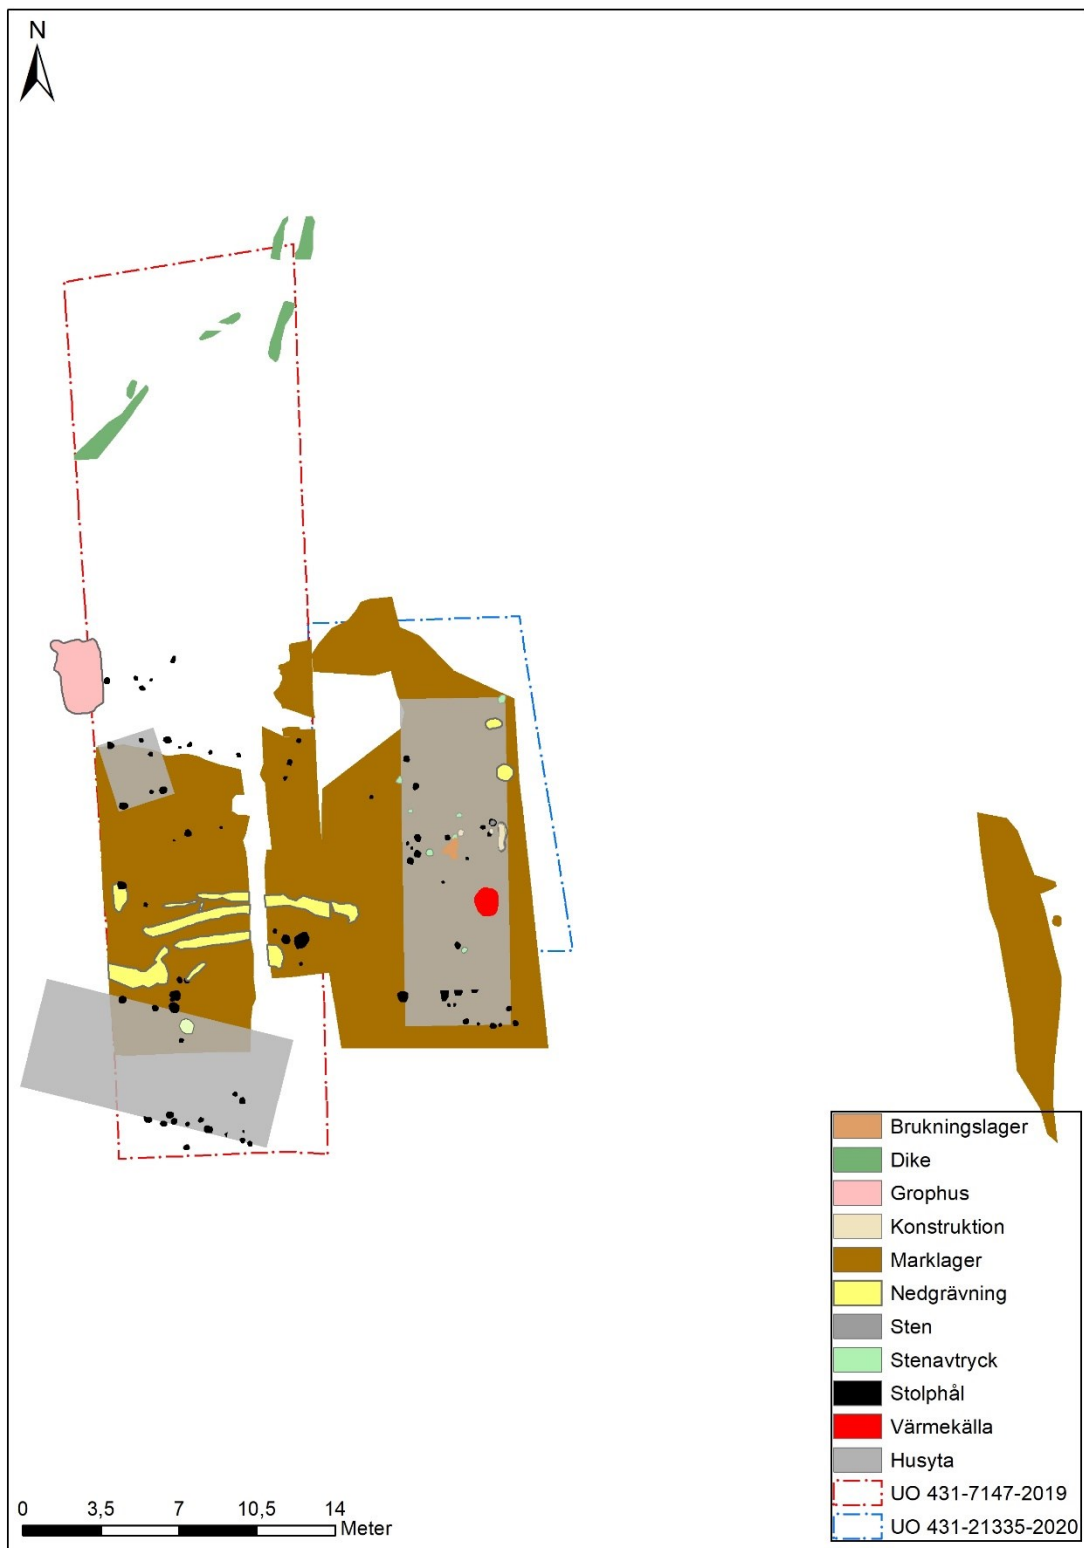 N
Brukningslager
Dike
Grophus
Konstruktion
Marklager
Nedgrävning
Sten
Stenavtryck
Stolphål
Värmekälla
Husyta
UO 431-7147-2019
UO 431-21335-2020
0 3,5 7 10,5 14
Meter